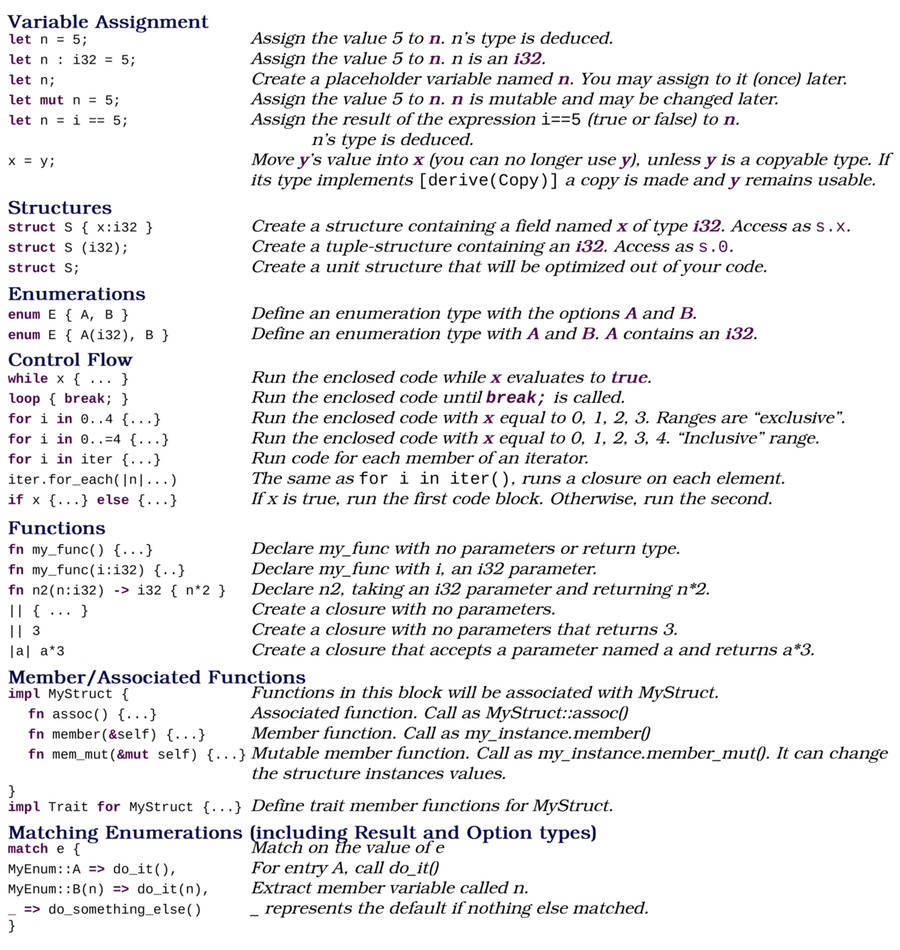 Variable Assignment
let n = 5; Assign the value 5 to n. n’s type is deduced.
let n : i32 = 5; Assign the value 5 to n. n is an i32.
let n; Create a placeholder variable named n. You may assign to it (once) later.
let mut n = 5; Assign the value 5 to n. n is mutable and may be changed later.
let n = i == 5; Assign the result of the expression i==5 (true or false) to n.
n’s type is deduced.
x = y; Move y’s value into x (you can no longer use y), unless y is a copyable type. If
its type implements [derive(Copy)] a copy is made and y remains usable.
Structures
struct S { x:i32 } Create a structure containing a field named x of type i32. Access as s.x.
struct S (i32); Create a tuple-structure containing an i32. Access as s.0.
struct S; Create a unit structure that will be optimized out of your code.
Enumerations
enum E { A, B } Define an enumeration type with the options A and B.
enum E { A(i32), B } Define an enumeration type with A and B. A contains an i32.
Control Flow
while x { ... } Run the enclosed code while x evaluates to true.
loop { break; } Run the enclosed code until break; is called.
for i in 0..4 {...} Run the enclosed code with x equal to 0, 1, 2, 3. Ranges are “exclusive”.
for i in 0..=4 {...} Run the enclosed code with x equal to 0, 1, 2, 3, 4. “Inclusive” range.
for i in iter {...} Run code for each member of an iterator.
iter.for_each(|n|...) The same as for i in iter(), runs a closure on each element.
if x {...} else {...} If x is true, run the first code block. Otherwise, run the second.
Functions
fn my_func() {...} Declare my_func with no parameters or return type.
fn my_func(i:i32) {..} Declare my_func with i, an i32 parameter.
fn n2(n:i32) -> i32 { n*2 } Declare n2, taking an i32 parameter and returning n*2.
|| { ... } Create a closure with no parameters.
|| 3 Create a closure with no parameters that returns 3.
|a| a*3 Create a closure that accepts a parameter named a and returns a*3.
Member/Associated Functions
impl MyStruct { Functions in this block will be associated with MyStruct.
fn assoc() {...} Associated function. Call as MyStruct::assoc()
fn member(&self) {...} Member function. Call as my_instance.member()
fn mem_mut(&mut self) {...} Mutable member function. Call as my_instance.member_mut(). It can change
the structure instances values.
}
impl Trait for MyStruct {...} Define trait member functions for MyStruct.
Matching Enumerations (including Result and Option types)
match e { Match on the value of e
MyEnum::A => do_it(), For entry A, call do_it()
MyEnum::B(n) => do_it(n), Extract member variable called n.
_ => do_something_else() _ represents the default if nothing else matched.
}